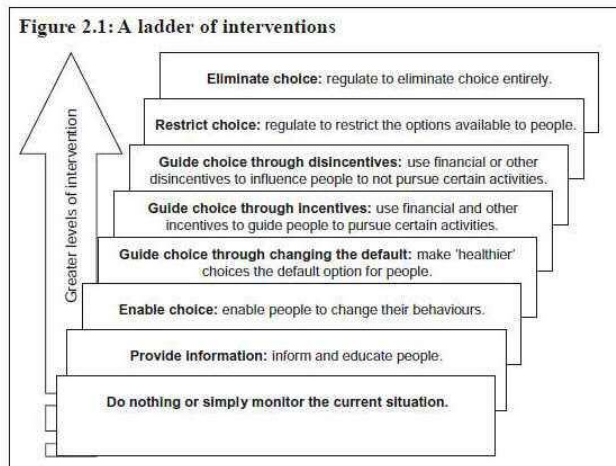 Figure 2.1: A ladder of interventions
Greater levels of intervention
Eliminate choice: regulate to eliminate choice entirely.
Restrict choice: regulate to restrict the options available to people.
Guide choice through disincentives: use financial or other
disincentives to influence people to not pursue certain activities.
Guide choice through incentives: use financial and other
incentives to guide people to pursue certain activities.
Guide choice through changing the default: make 'healthier'
choices the default option for people.
Enable choice: enable people to change their behaviours.
Provide information: inform and educate people.
Do nothing or simply monitor the current situation.